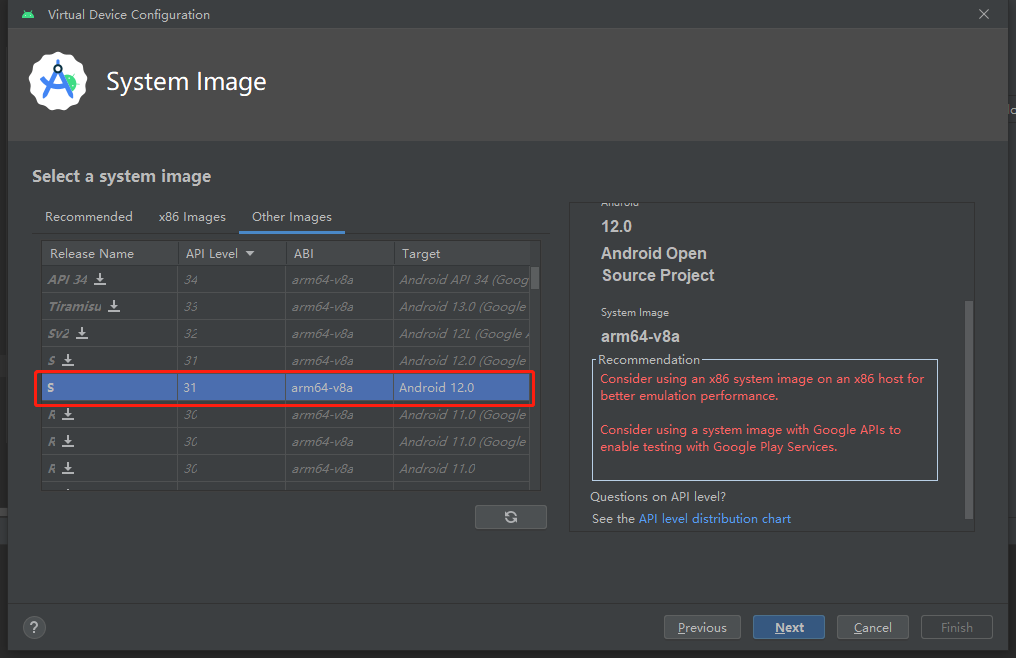 Virtual Device Configuration
System Image
Select a system image
Recommended x86 Images Other Images
Release Name API Level ABI Target
API 34 34 arm64-v8a Android API 34 (Goog
Tiramisu 33 arm64-v8a Android 13.0 (Google
Sv2 32 arm64-v8a Android 12L (Google
S 31 arm64-v8a Android 12.0 (Google
S 31 arm64-v8a Android 12.0
R 30 arm64-v8a Android 11.0 (Google
R 30 arm64-v8a Android 11.0 (Google
R 30 arm64-v8a Android 11.0
Android
12.0
Android Open
Source Project
System Image
arm64-v8a
Recommendation
Consider using an x86 system image on an x86 host for
better emulation performance.
Consider using a system image with Google APIs to
enable testing with Google Play Services.
Questions on API level?
See the API level distribution chart
? Previous Next Cancel Finish